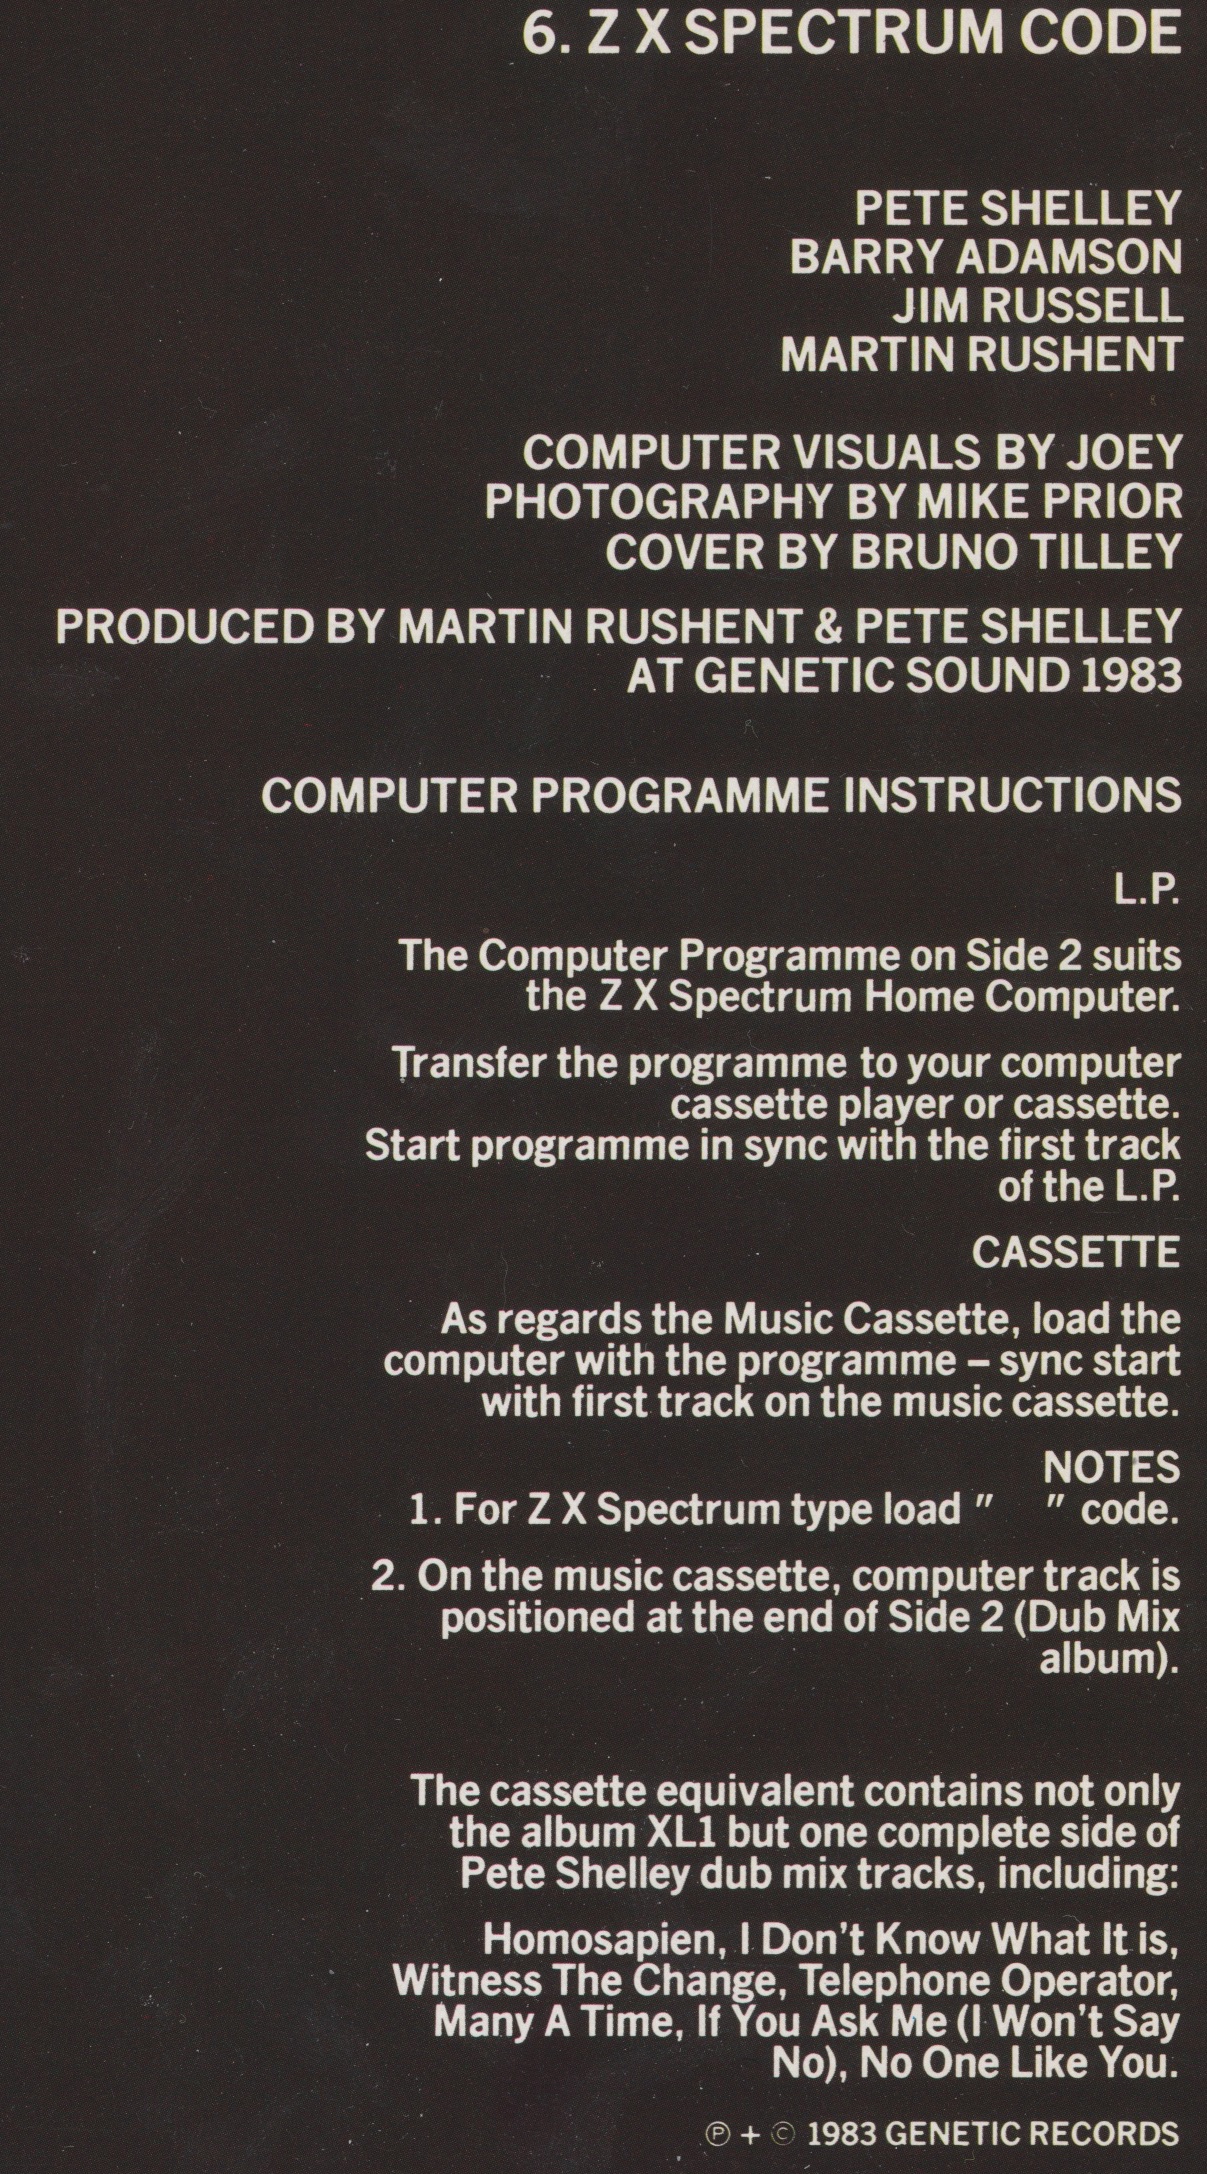 6. Z X SPECTRUM CODE
PETE SHELLEY
BARRY ADAMSON
JIM RUSSELL
MARTIN RUSHENT
COMPUTER VISUALS BY JOEY
PHOTOGRAPHY BY MIKE PRIOR
COVER BY BRUNO TILLEY
PRODUCED BY MARTIN RUSHENT & PETE SHELLEY
AT GENETIC SOUND 1983
COMPUTER PROGRAMME INSTRUCTIONS
L.P.
The Computer Programme on Side 2 suits
the Z X Spectrum Home Computer.
Transfer the programme to your computer
cassette player or cassette.
Start programme in sync with the first track
of the L.P.
CASSETTE
As regards the Music Cassette, load the
computer with the programme – sync start
with first track on the music cassette.
NOTES
1. For Z X Spectrum type load " " code.
2. On the music cassette, computer track is
positioned at the end of Side 2 (Dub Mix
album).
The cassette equivalent contains not only
the album XL1 but one complete side of
Pete Shelley dub mix tracks, including:
Homosapien, I Don't Know What It is,
Witness The Change, Telephone Operator,
Many A Time, If You Ask Me (I Won't Say
No), No One Like You.
℗ + © 1983 GENETIC RECORDS